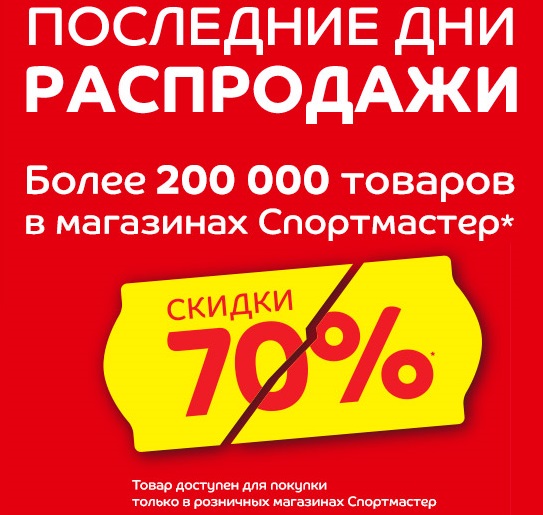 ПОСЛЕДНИЕ ДНИ
РАСПРОДАЖИ
Более 200 000 товаров
в магазинах Спортмастер*
СКИДКИ
70%*
Товар доступен для покупки
только в розничных магазинах Спортмастер